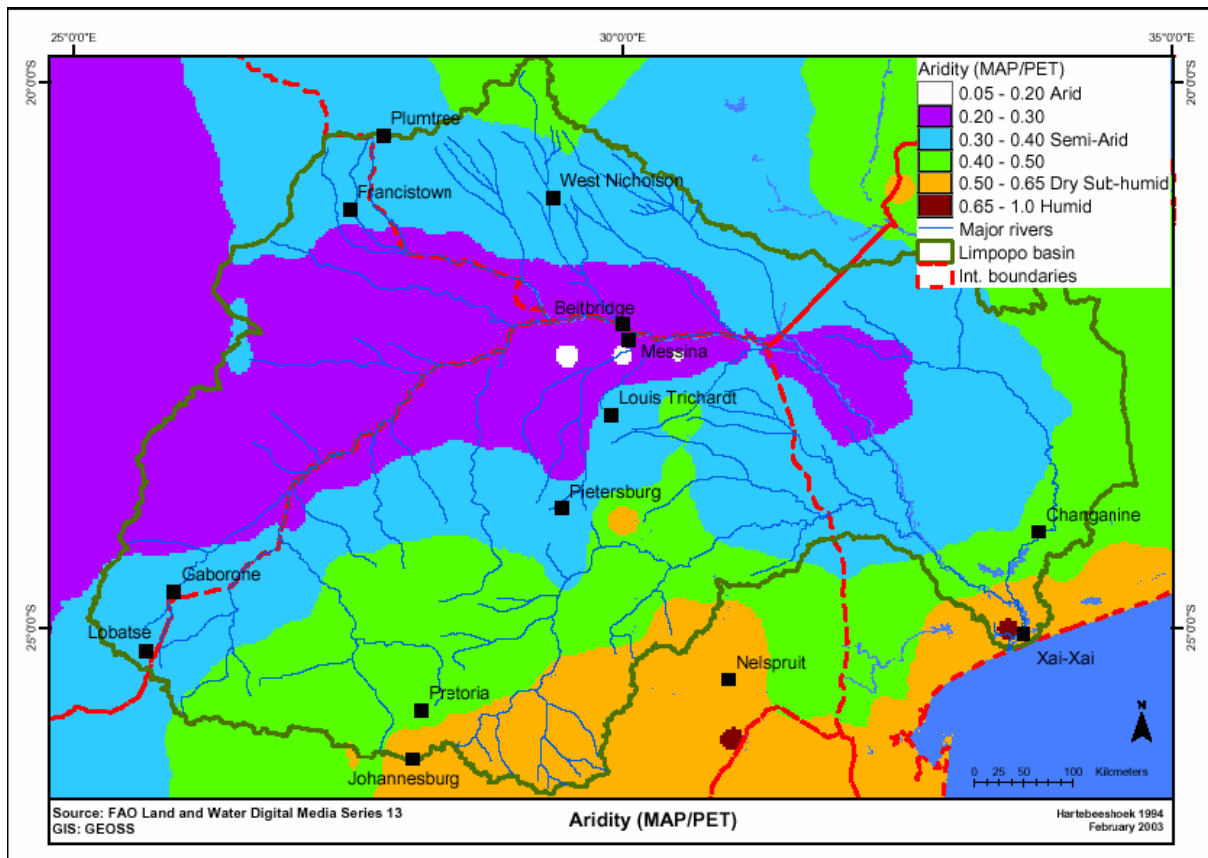 25°0'0"E
30°0'0"E
35°0'0"E
20°0'0"S
20°0'0"S
Aridity (MAP/PET)
0.05 - 0.20 Arid
0.20 - 0.30
0.30 - 0.40 Semi-Arid
0.40 - 0.50
0.50 - 0.65 Dry Sub-humid
0.65 - 1.0 Humid
Major rivers
Limpopo basin
Int. boundaries
Plumtree
Francistown
West Nicholson
Beitbridge
Messina
Louis Trichardt
Pietersburg
Changanine
Gaborone
Lobatse
25°0'0"S
25°0'0"S
Xai-Xai
Nelspruit
Pretoria
Johannesburg
N
0 25 50 100 Kilometers
Source: FAO Land and Water Digital Media Series 13
GIS: GEOSS
Aridity (MAP/PET)
Hartebeeshoek 1994
February 2003